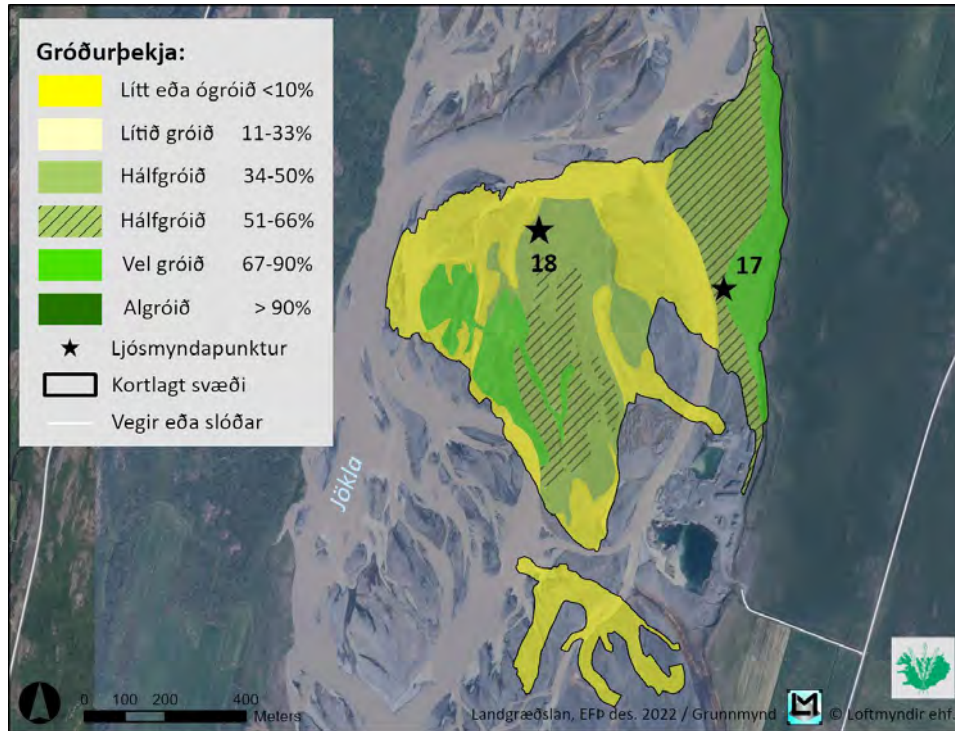 Gróðurþekja:
Lítt eða ógróið <10%
Lítið gróið 11-33%
Hálfgróið 34-50%
Hálfgróið 51-66%
Vel gróið 67-90%
Algróið > 90%
Ljósmyndapunktur
Kortlagt svæði
Vegir eða slóðar
18
17
Jökla
0 100 200 400
Meters
Landgræðslan, EFÞ des. 2022 / Grunnmynd © Loftmyndir ehf.